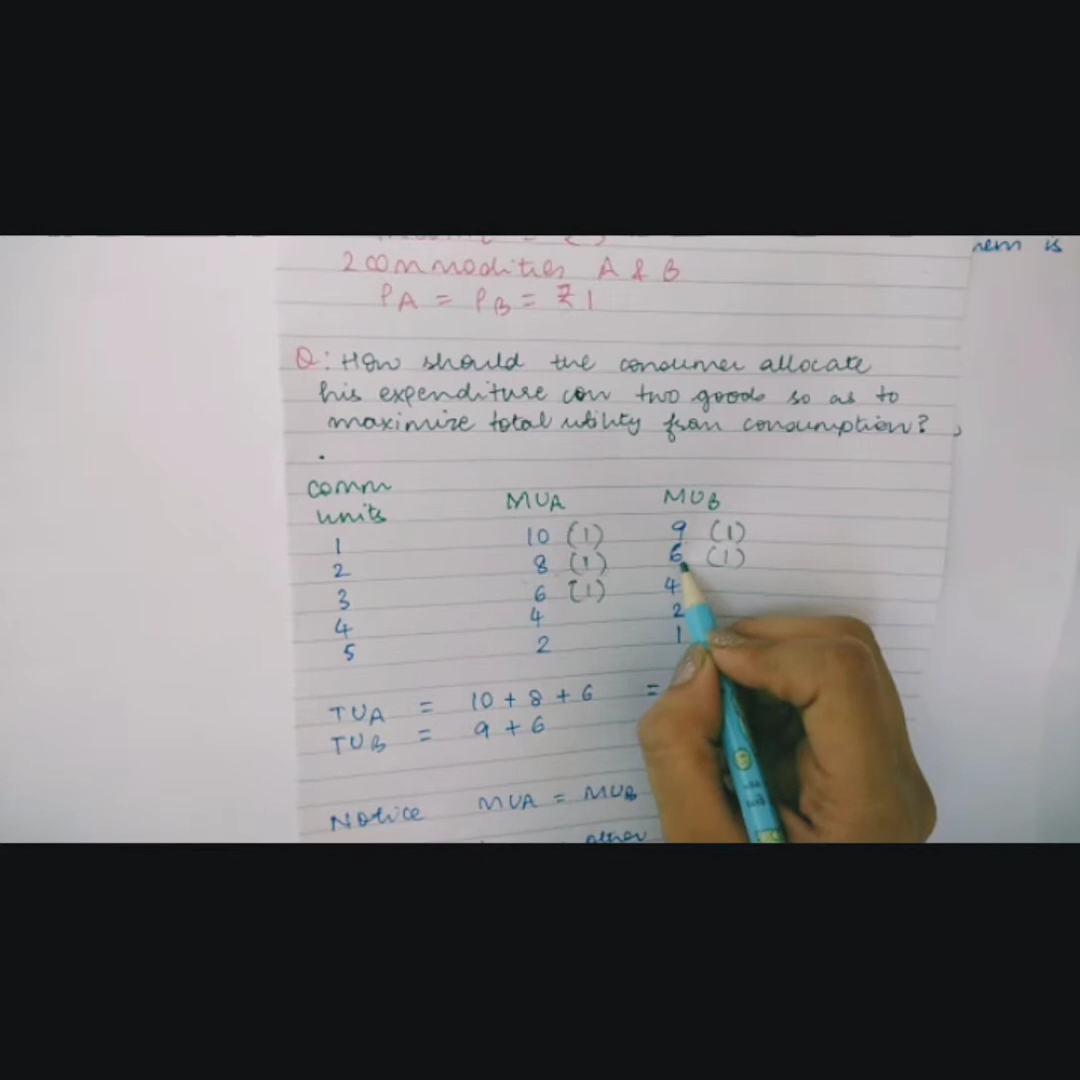 nem is
2 commodities A & B
PA = PB = ₹1
Q: How should the consumer allocate
his expenditure on two goods so as to
maximize total utility from consumption?
comm units MUA MUB
1 10 (1) 9 (1)
2 8 (1) 6 (1)
3 6 (1) 4
4 4 2
5 2 1
TUA = 10 + 8 + 6 =
TUB = 9 + 6
Notice MUA = MUB
other